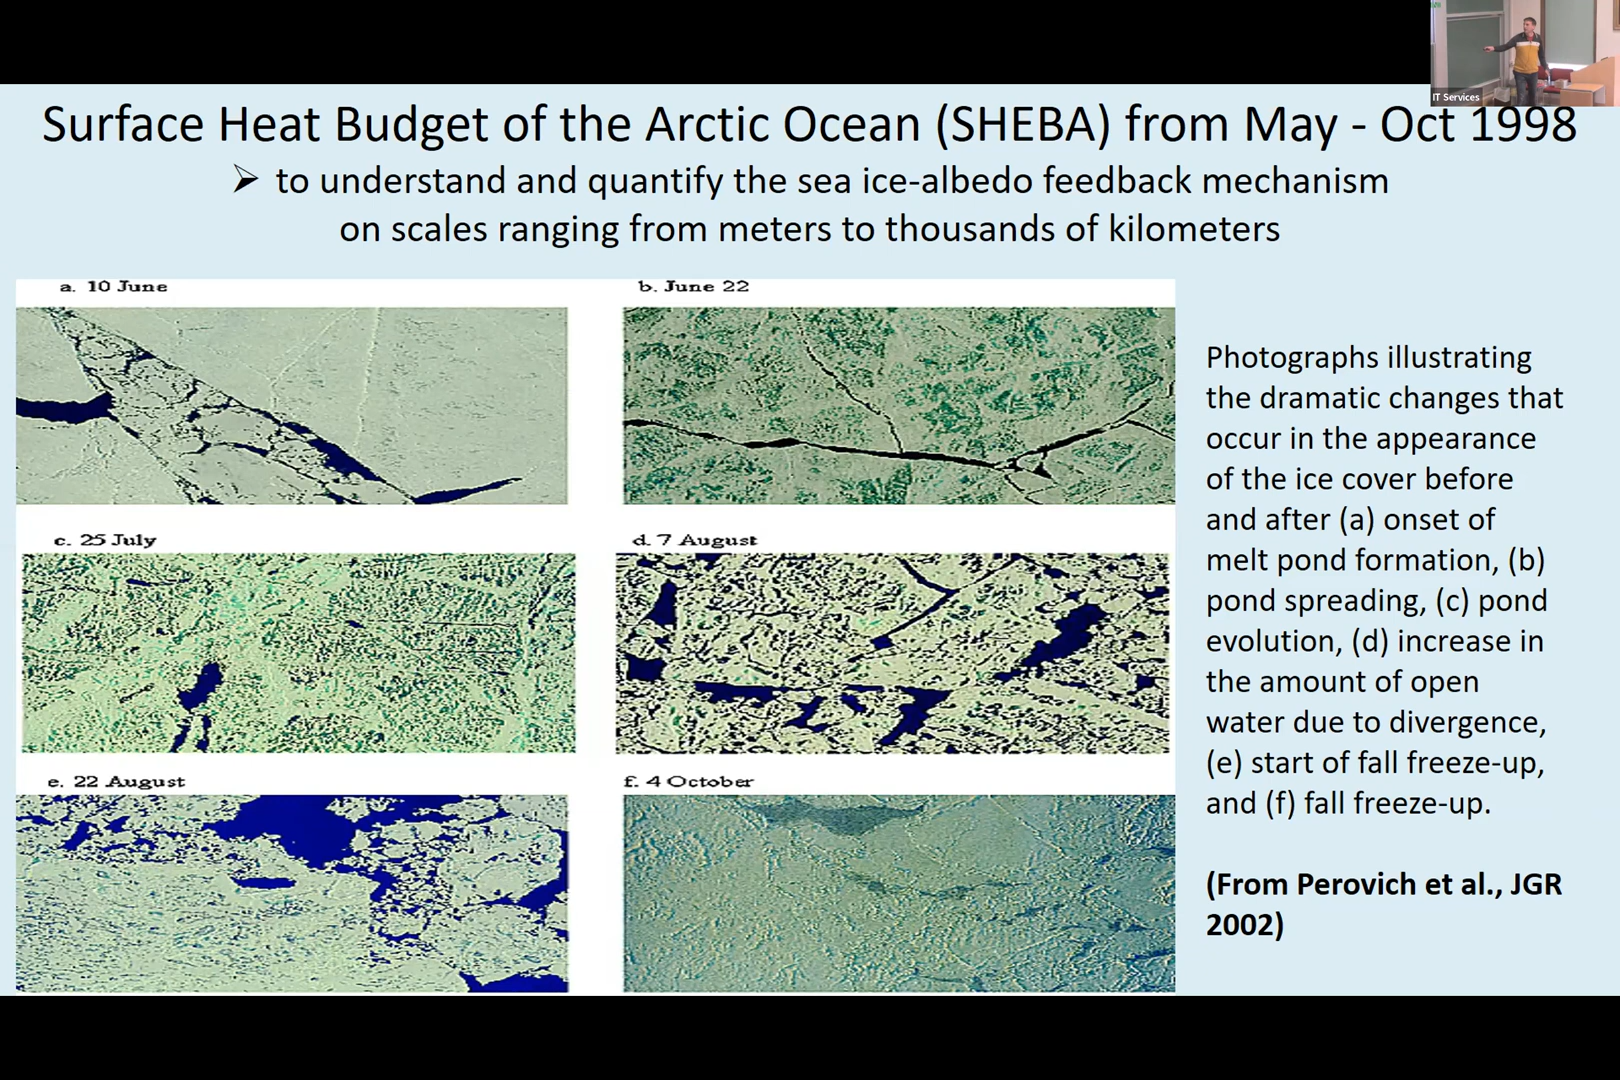 IT Services
Surface Heat Budget of the Arctic Ocean (SHEBA) from May - Oct 1998
➢ to understand and quantify the sea ice-albedo feedback mechanism
on scales ranging from meters to thousands of kilometers
a. 10 June
b. June 22
c. 25 July
d. 7 August
e. 22 August
f. 4 October
Photographs illustrating
the dramatic changes that
occur in the appearance
of the ice cover before
and after (a) onset of
melt pond formation, (b)
pond spreading, (c) pond
evolution, (d) increase in
the amount of open
water due to divergence,
(e) start of fall freeze-up,
and (f) fall freeze-up.
(From Perovich et al., JGR
2002)